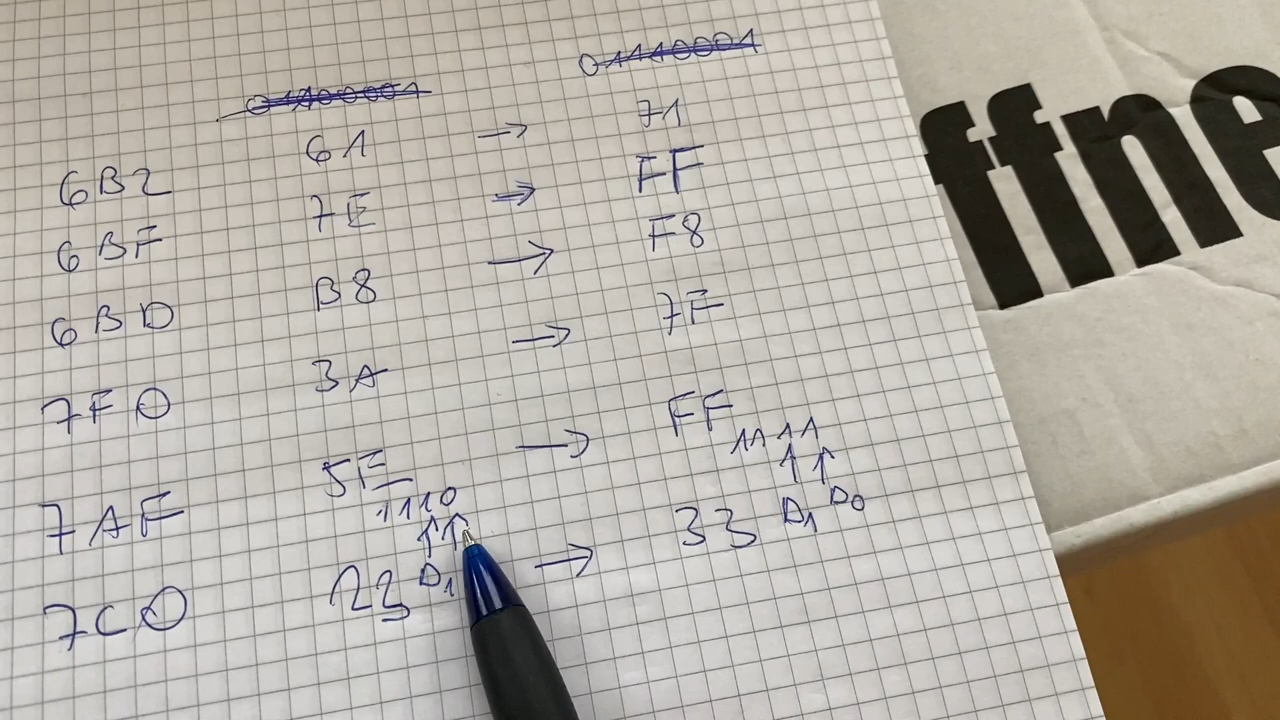 01100001 01110001
6B2 61 → 71
6BF 7E → FF
6BD B8 → F8
7F0 3A → 7F
7AF 5E → FF
1110 1111
7C0 23 D1 → 33 D1 D0
ffne